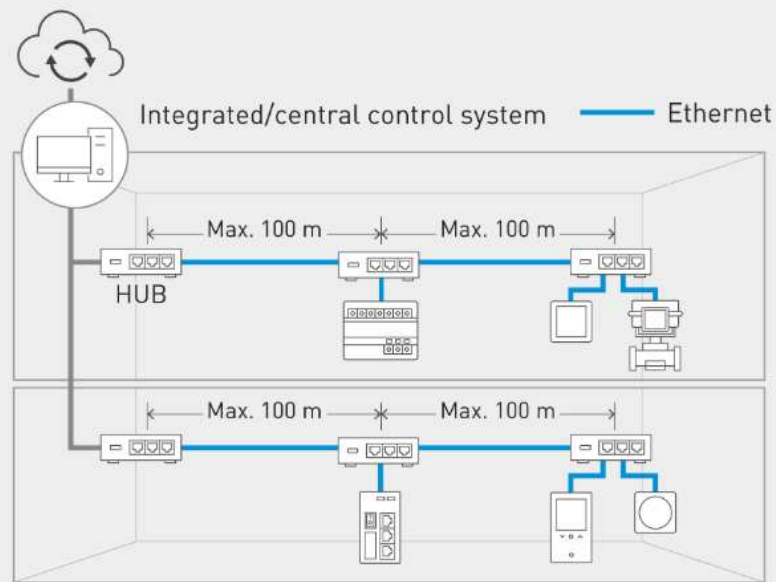 Integrated/central control system
Ethernet
Max. 100 m
Max. 100 m
HUB
Max. 100 m
Max. 100 m